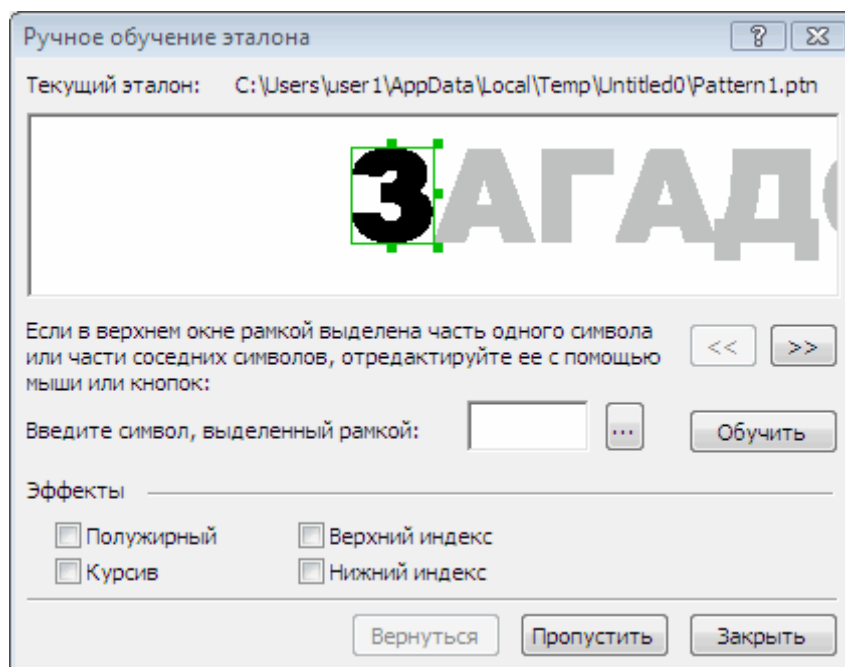 Ручное обучение эталона
Текущий эталон: C:\Users\user1\AppData\Local\Temp\Untitled0\Pattern1.ptn
ЗАГАДО
Если в верхнем окне рамкой выделена часть одного символа
или части соседних символов, отредактируйте ее с помощью
мыши или кнопок:
<< >>
Введите символ, выделенный рамкой: ... Обучить
Эффекты
Полужирный Верхний индекс
Курсив Нижний индекс
Вернуться Пропустить Закрыть